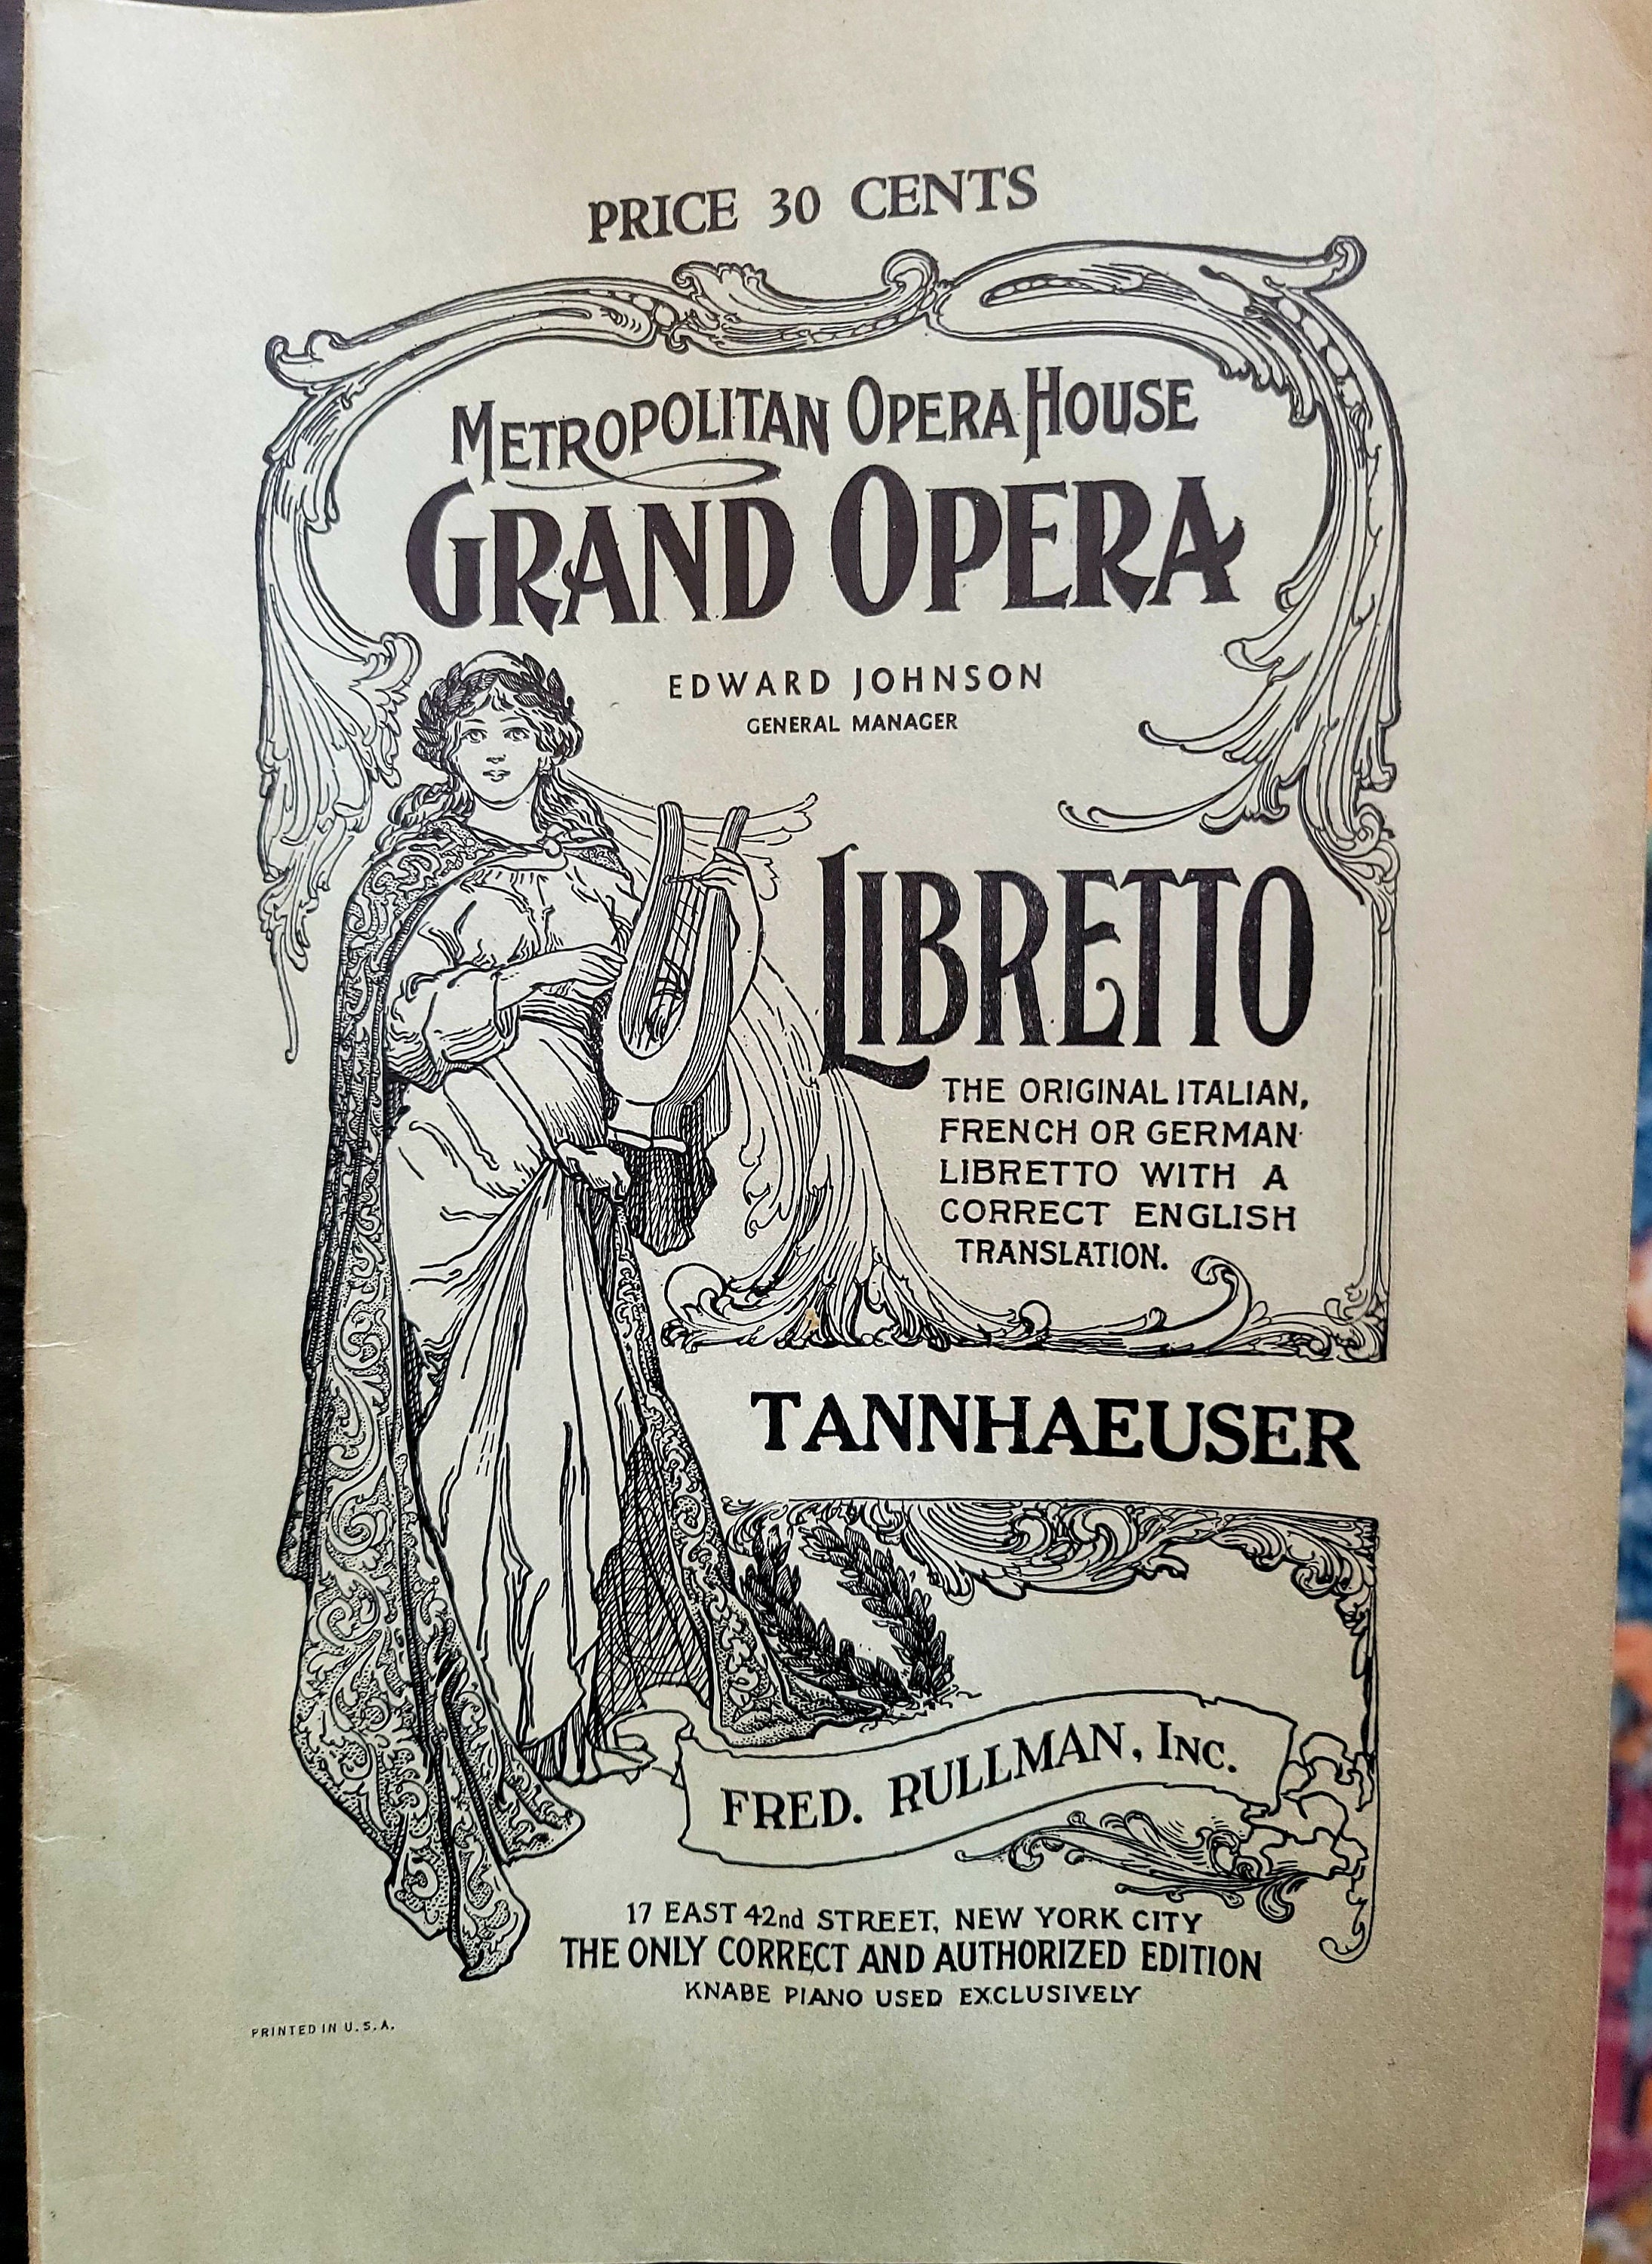 PRICE 30 CENTS
METROPOLITAN OPERA HOUSE
GRAND OPERA
EDWARD JOHNSON
GENERAL MANAGER
LIBRETTO
THE ORIGINAL ITALIAN,
FRENCH OR GERMAN
LIBRETTO WITH A
CORRECT ENGLISH
TRANSLATION.
TANNHAEUSER
FRED. RULLMAN, INC.
17 EAST 42nd STREET, NEW YORK CITY
THE ONLY CORRECT AND AUTHORIZED EDITION
KNABE PIANO USED EXCLUSIVELY
PRINTED IN U.S.A.